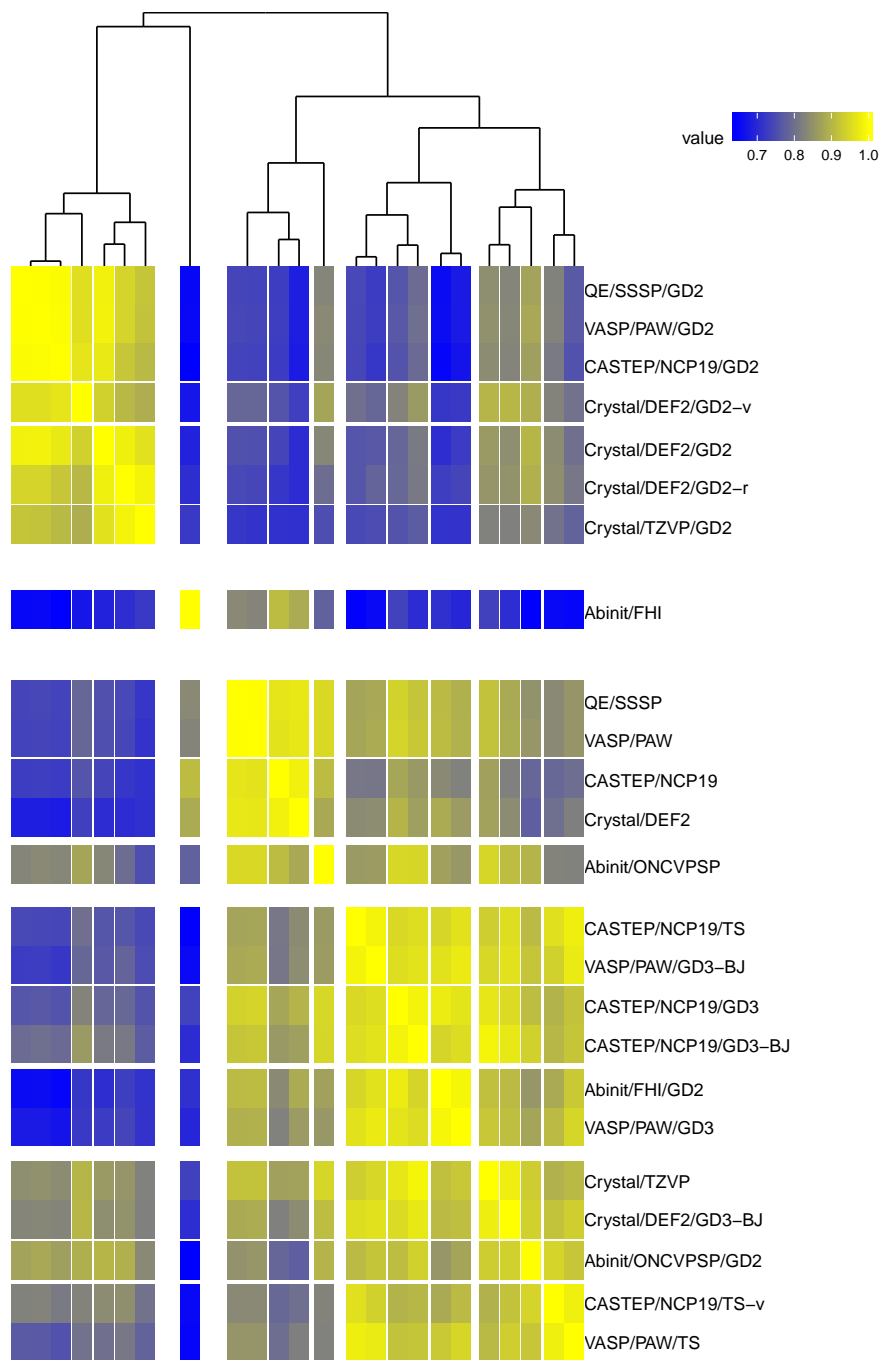 value
0.7 0.8 0.9 1.0
QE/SSSP/GD2
VASP/PAW/GD2
CASTEP/NCP19/GD2
Crystal/DEF2/GD2−v
Crystal/DEF2/GD2
Crystal/DEF2/GD2−r
Crystal/TZVP/GD2
Abinit/FHI
QE/SSSP
VASP/PAW
CASTEP/NCP19
Crystal/DEF2
Abinit/ONCVPSP
CASTEP/NCP19/TS
VASP/PAW/GD3−BJ
CASTEP/NCP19/GD3
CASTEP/NCP19/GD3−BJ
Abinit/FHI/GD2
VASP/PAW/GD3
Crystal/TZVP
Crystal/DEF2/GD3−BJ
Abinit/ONCVPSP/GD2
CASTEP/NCP19/TS−v
VASP/PAW/TS